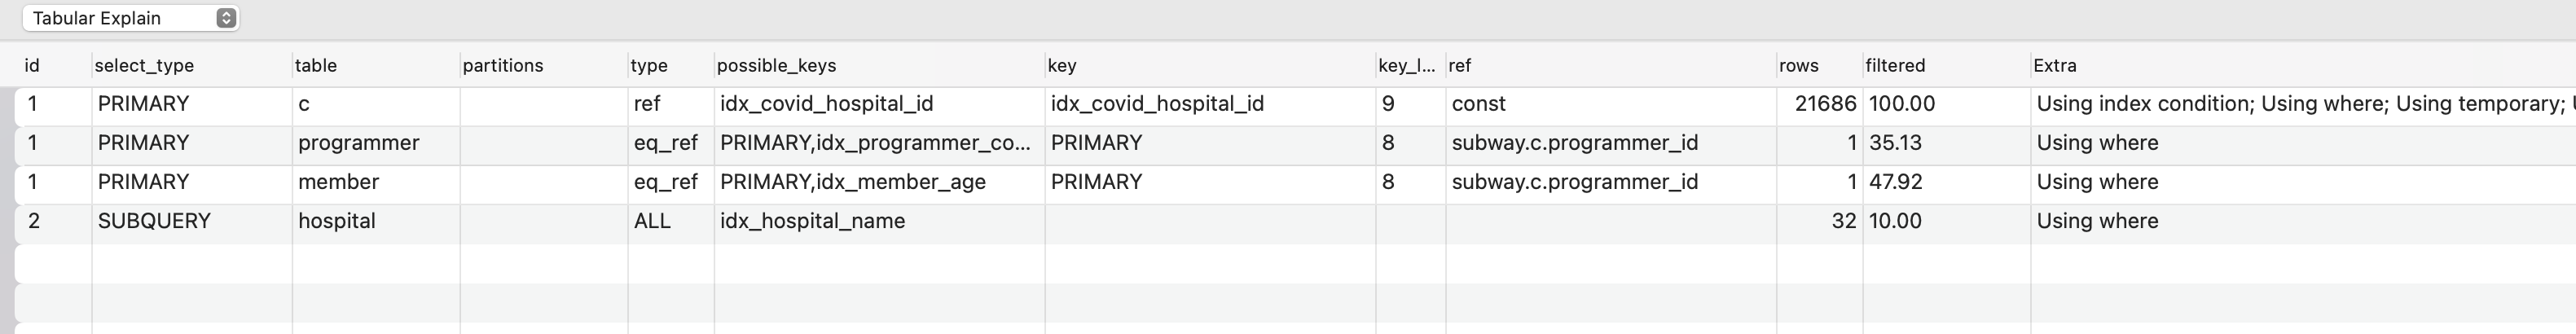 Tabular Explain
id select_type table partitions type possible_keys key key_l... ref rows filtered Extra
1 PRIMARY c ref idx_covid_hospital_id idx_covid_hospital_id 9 const 21686 100.00 Using index condition; Using where; Using temporary;
1 PRIMARY programmer eq_ref PRIMARY,idx_programmer_co... PRIMARY 8 subway.c.programmer_id 1 35.13 Using where
1 PRIMARY member eq_ref PRIMARY,idx_member_age PRIMARY 8 subway.c.programmer_id 1 47.92 Using where
2 SUBQUERY hospital ALL idx_hospital_name 32 10.00 Using where